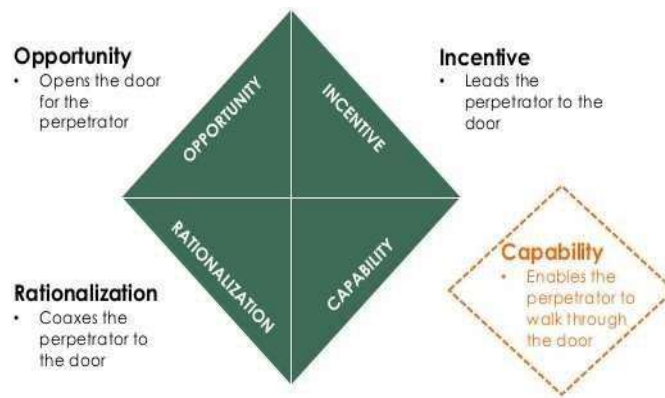 Opportunity
• Opens the door
for the
perpetrator
OPPORTUNITY
INCENTIVE
Incentive
• Leads the
perpetrator to the
door
Rationalization
• Coaxes the
perpetrator to
the door
RATIONALIZATION
CAPABILITY
Capability
• Enables the
perpetrator to
walk through
the door